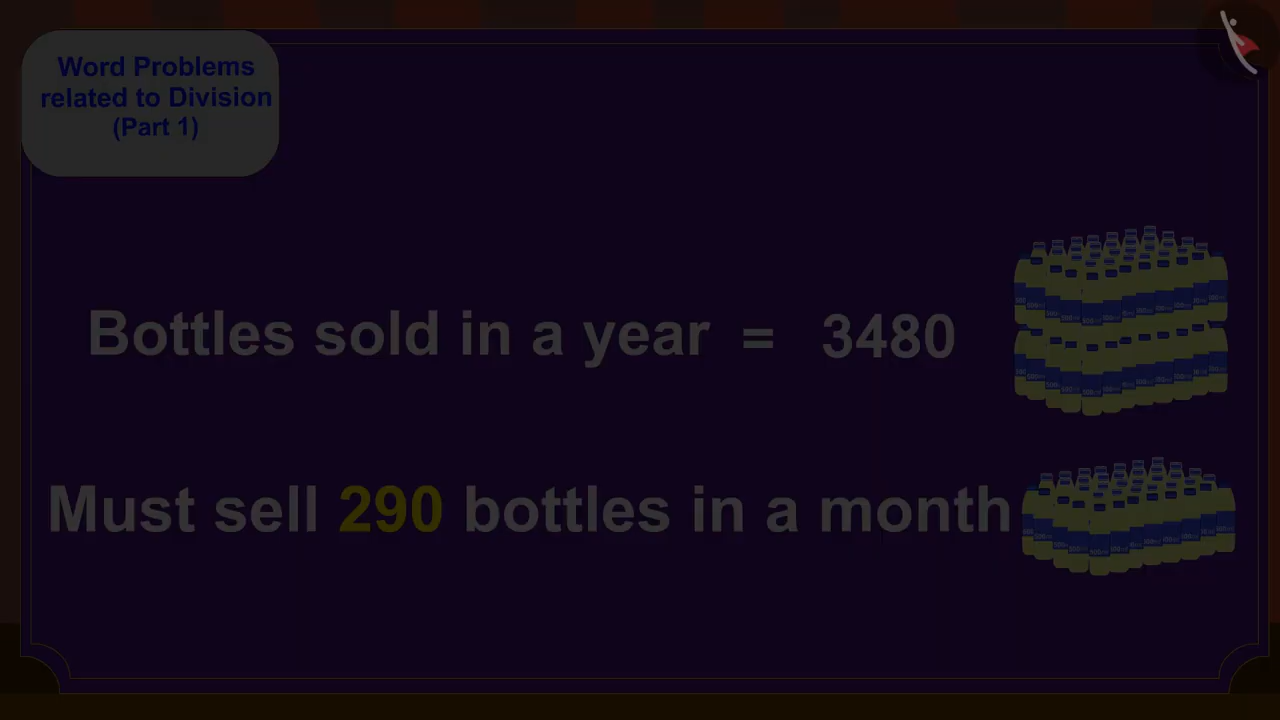 Word Problems
related to Division
(Part 1)
Bottles sold in a year = 3480
Must sell 290 bottles in a month